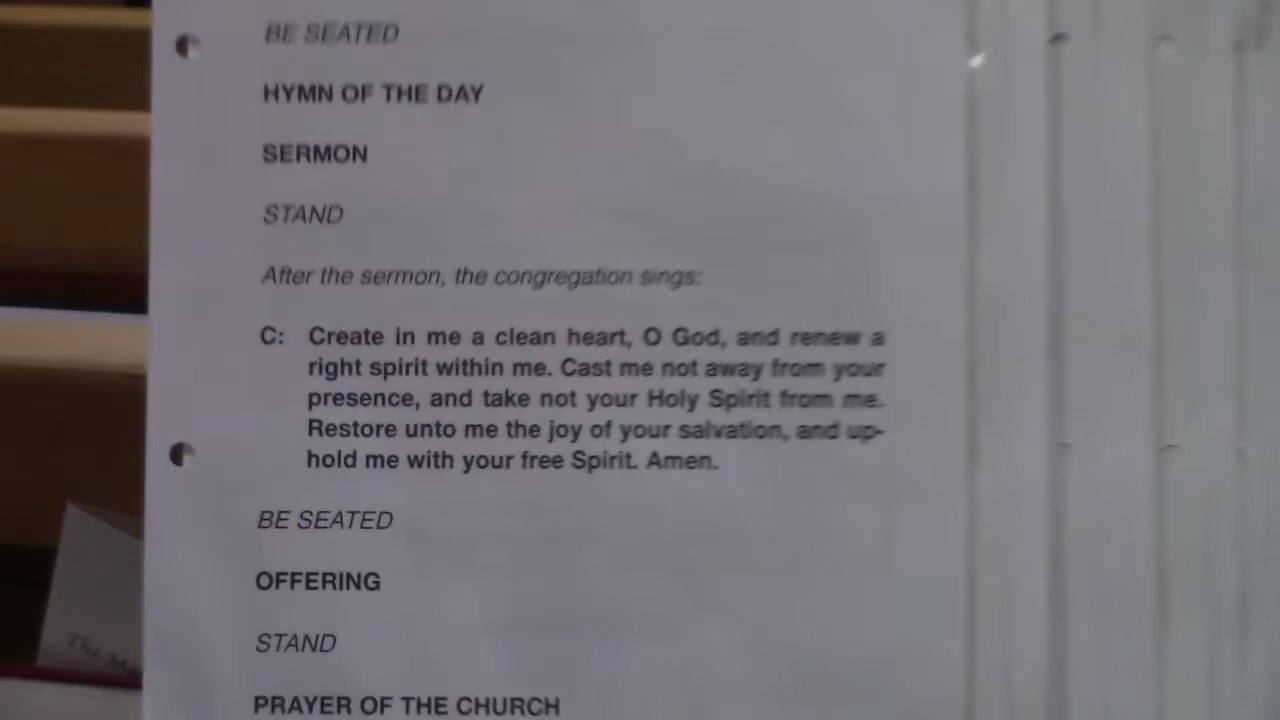 BE SEATED
HYMN OF THE DAY
SERMON
STAND
After the sermon, the congregation sings:
C: Create in me a clean heart, O God, and renew a
right spirit within me. Cast me not away from your
presence, and take not your Holy Spirit from me.
Restore unto me the joy of your salvation, and up-
hold me with your free Spirit. Amen.
BE SEATED
OFFERING
STAND
PRAYER OF THE CHURCH
The